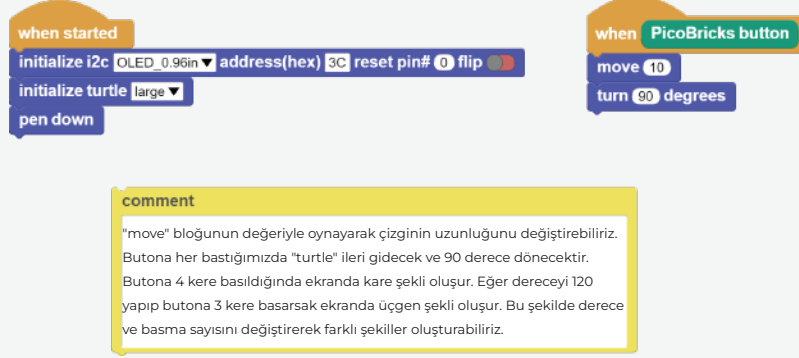 when started
initialize i2c OLED_0.96in ▼ address(hex) 3C reset pin# 0 flip
initialize turtle large ▼
pen down
when PicoBricks button
move 10
turn 90 degrees
comment
"move" bloğunun değeriyle oynayarak çizginin uzunluğunu değiştirebiliriz.
Butona her bastığımızda "turtle" ileri gidecek ve 90 derece dönecektir.
Butona 4 kere basıldığında ekranda kare şekli oluşur. Eğer dereceyi 120
yapıp butona 3 kere basarsak ekranda üçgen şekli oluşur. Bu şekilde derece
ve basma sayısını değiştirerek farklı şekiller oluşturabiliriz.